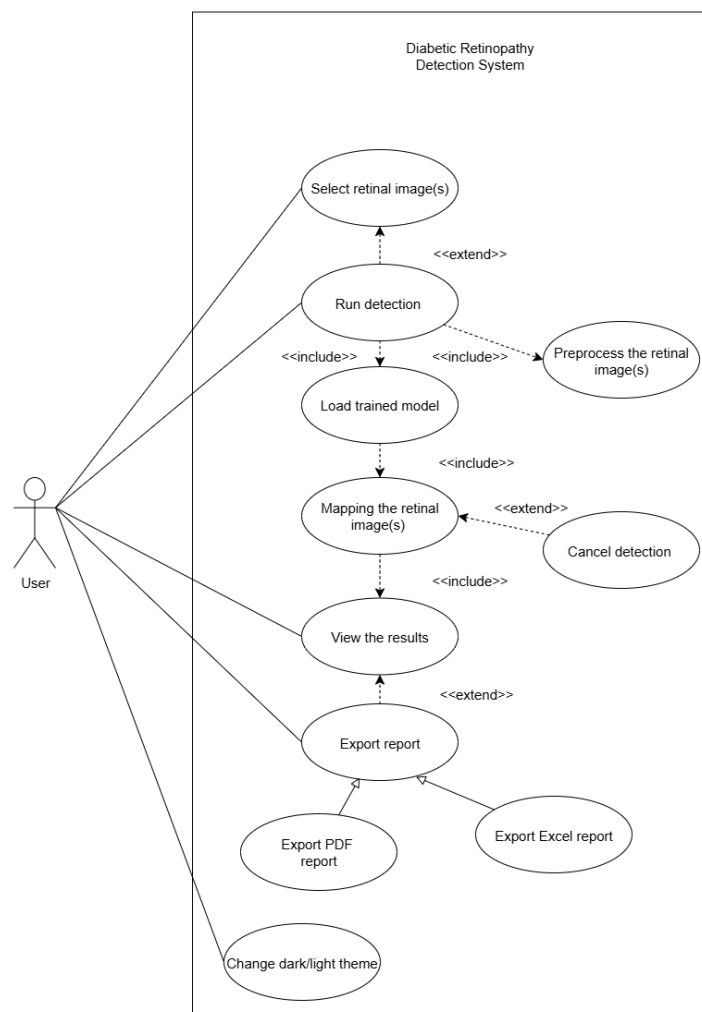 Diabetic Retinopathy
Detection System
Select retinal image(s)
<<extend>>
Run detection
<<include>>
<<include>>
Preprocess the retinal
image(s)
Load trained model
<<include>>
Mapping the retinal
image(s)
<<extend>>
Cancel detection
User
<<include>>
View the results
<<extend>>
Export report
Export PDF
report
Export Excel report
Change dark/light theme